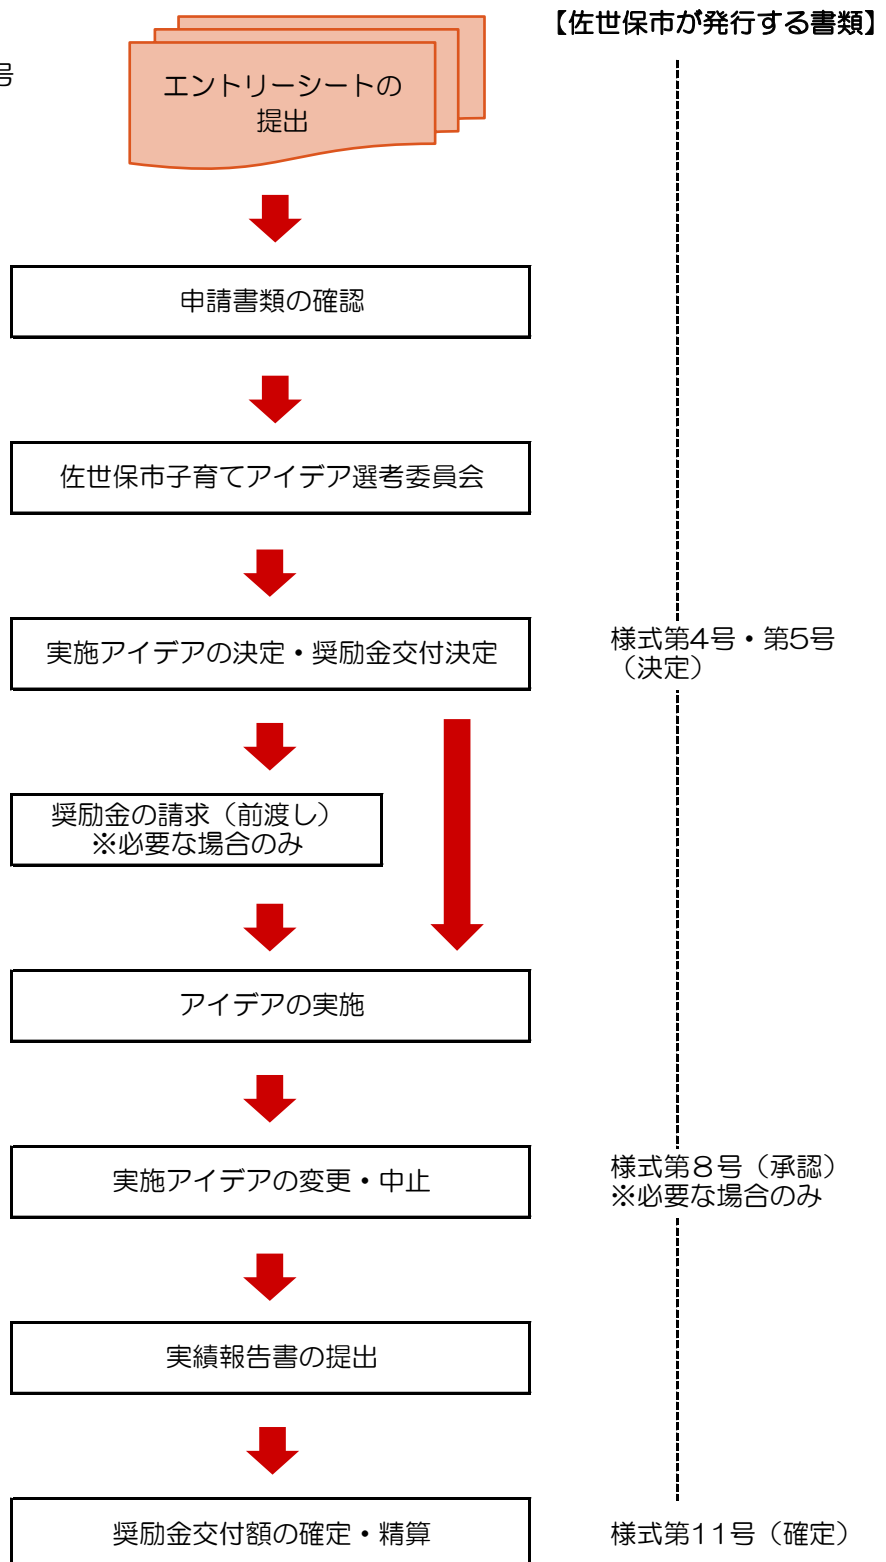 【佐世保市が発行する書類】
号
エントリーシートの
提出
申請書類の確認
佐世保市子育てアイデア選考委員会
実施アイデアの決定・奨励金交付決定
様式第4号・第5号
（決定）
奨励金の請求（前渡し）
※必要な場合のみ
アイデアの実施
実施アイデアの変更・中止
様式第８号（承認）
※必要な場合のみ
実績報告書の提出
奨励金交付額の確定・精算
様式第11号（確定）